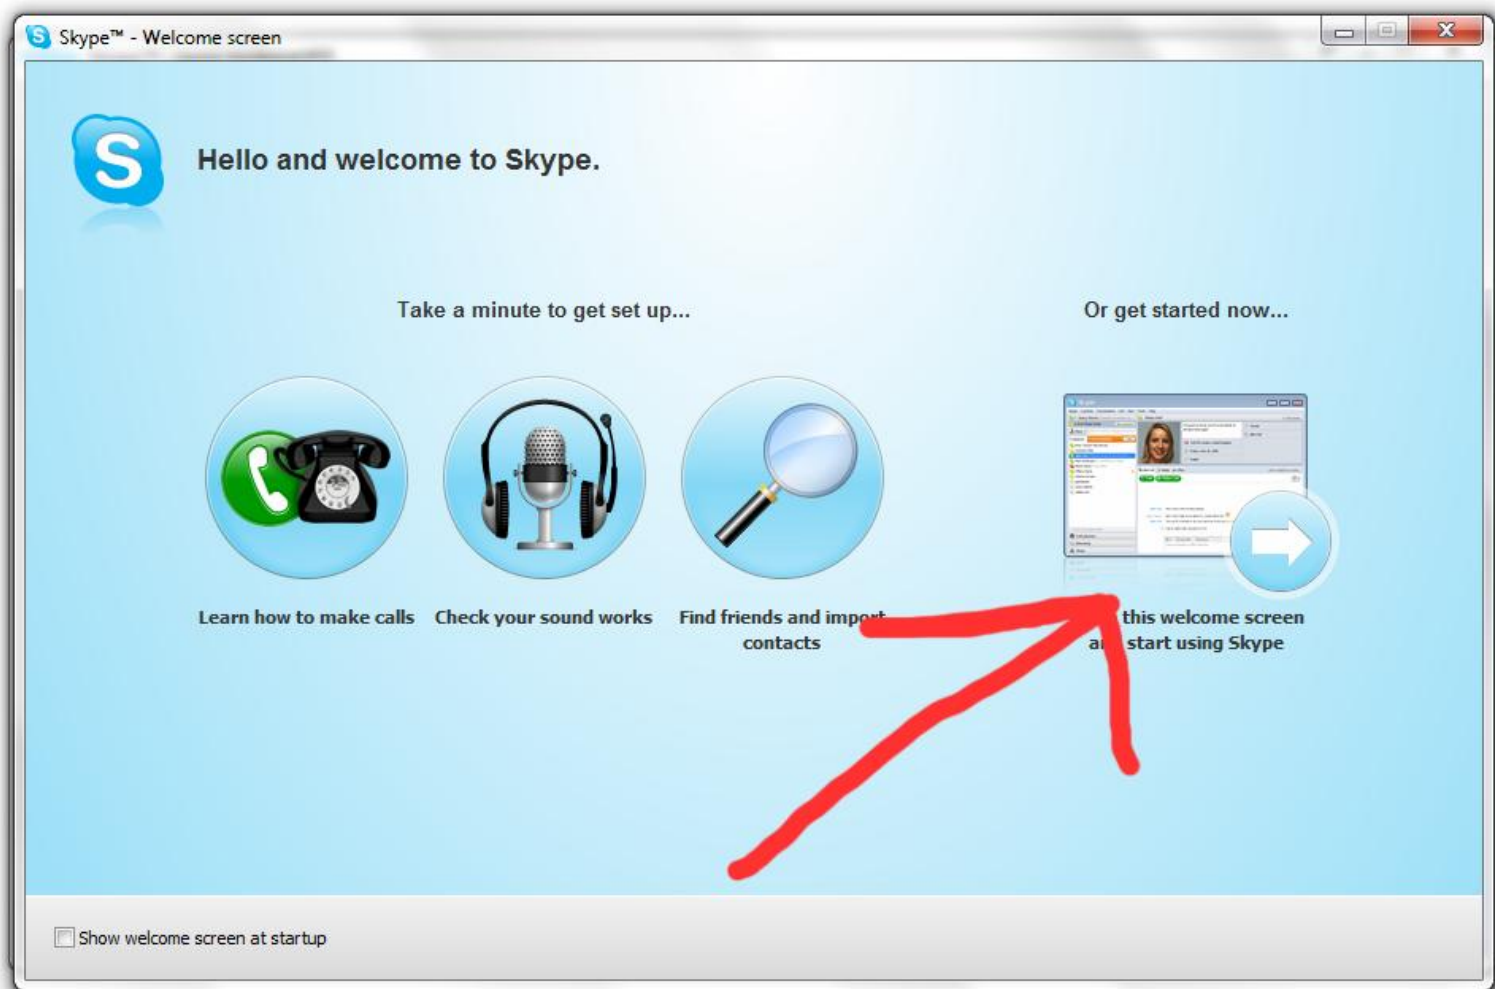 Skype™ - Welcome screen
Hello and welcome to Skype.
Take a minute to get set up...
Or get started now...
Learn how to make calls
Check your sound works
Find friends and import
contacts
this welcome screen
start using Skype
Show welcome screen at startup